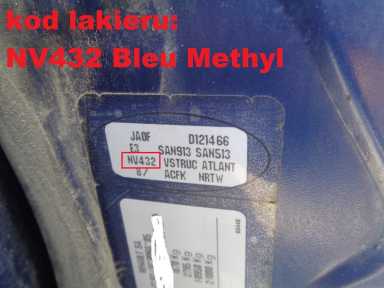 kod lakieru:
NV432 Bleu Methyl
JA0F D121466
E3 SAN913 SAN513
NV432 VSTRUC ATLANT
87 ACFK NRTW